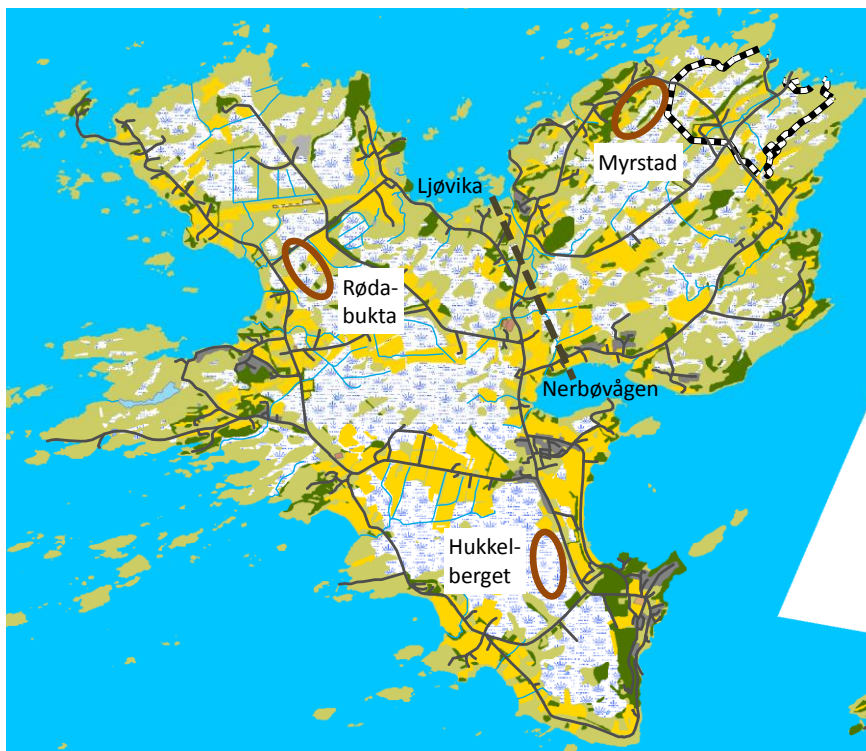 Myrstad
Ljøvika
Røda-
bukta
Nerbøvågen
Hukkel-
berget